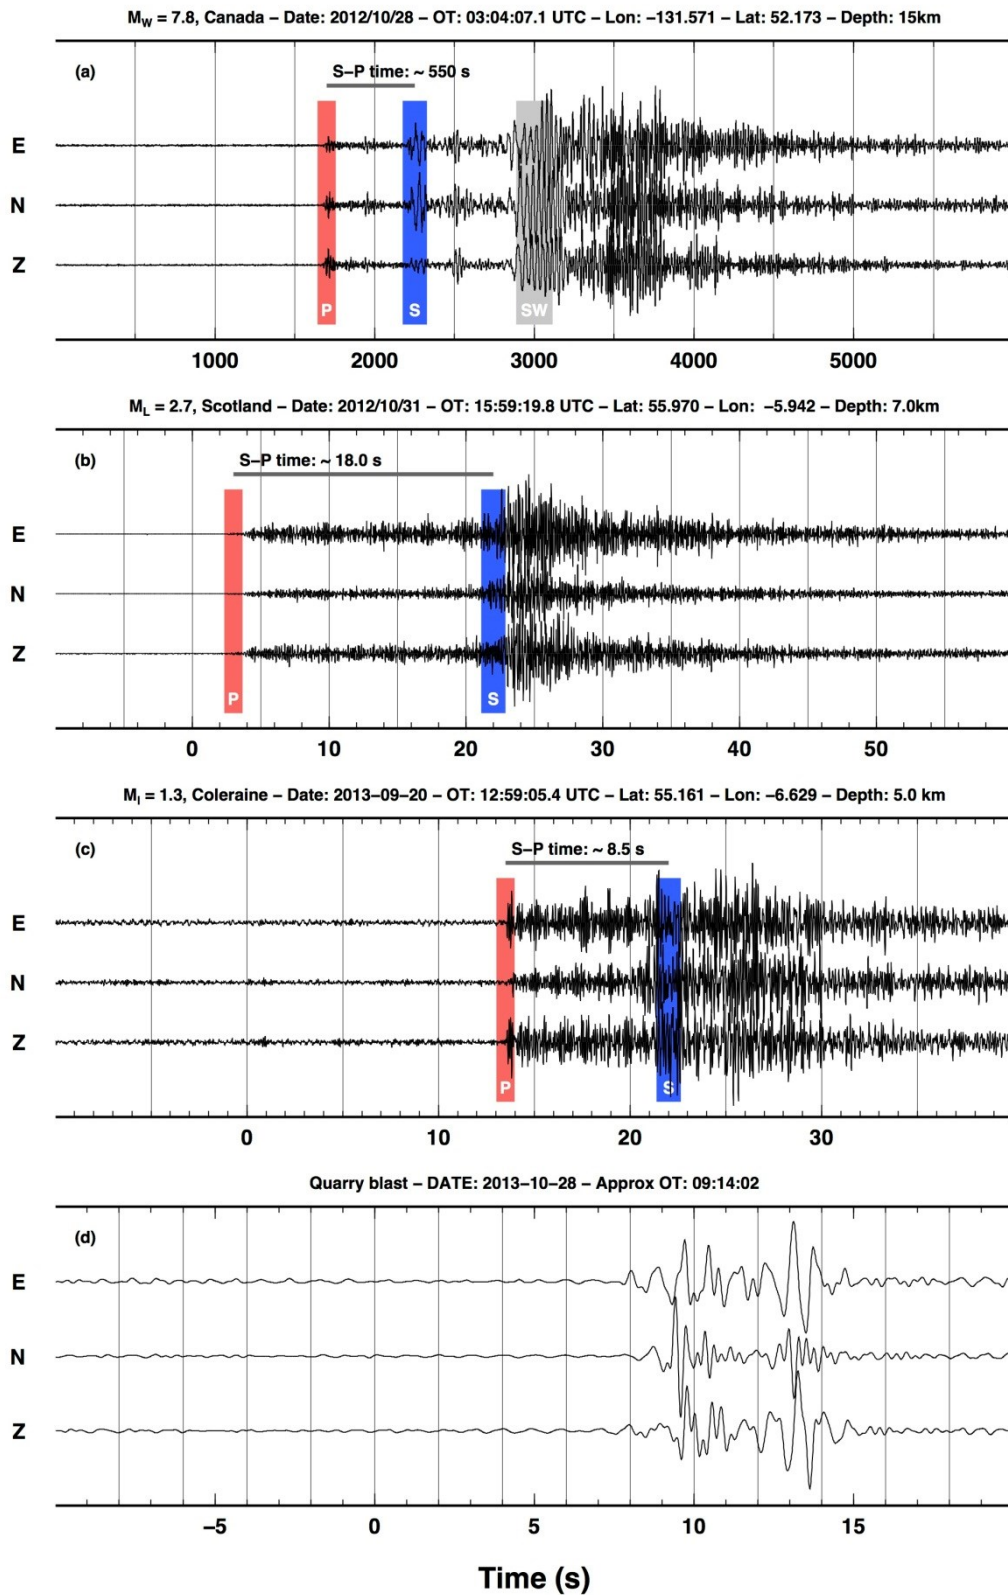 M_W = 7.8, Canada – Date: 2012/10/28 – OT: 03:04:07.1 UTC – Lon: −131.571 – Lat: 52.173 – Depth: 15km
(a)
S−P time: ~ 550 s
E
N
Z
P S SW
1000 2000 3000 4000 5000
M_L = 2.7, Scotland – Date: 2012/10/31 – OT: 15:59:19.8 UTC – Lat: 55.970 – Lon: −5.942 – Depth: 7.0km
(b)
S−P time: ~ 18.0 s
E
N
Z
P S
0 10 20 30 40 50
M_l = 1.3, Coleraine – Date: 2013−09−20 – OT: 12:59:05.4 UTC – Lat: 55.161 – Lon: −6.629 – Depth: 5.0 km
(c)
S−P time: ~ 8.5 s
E
N
Z
P S
0 10 20 30
Quarry blast – DATE: 2013−10−28 – Approx OT: 09:14:02
(d)
E
N
Z
−5 0 5 10 15
Time (s)